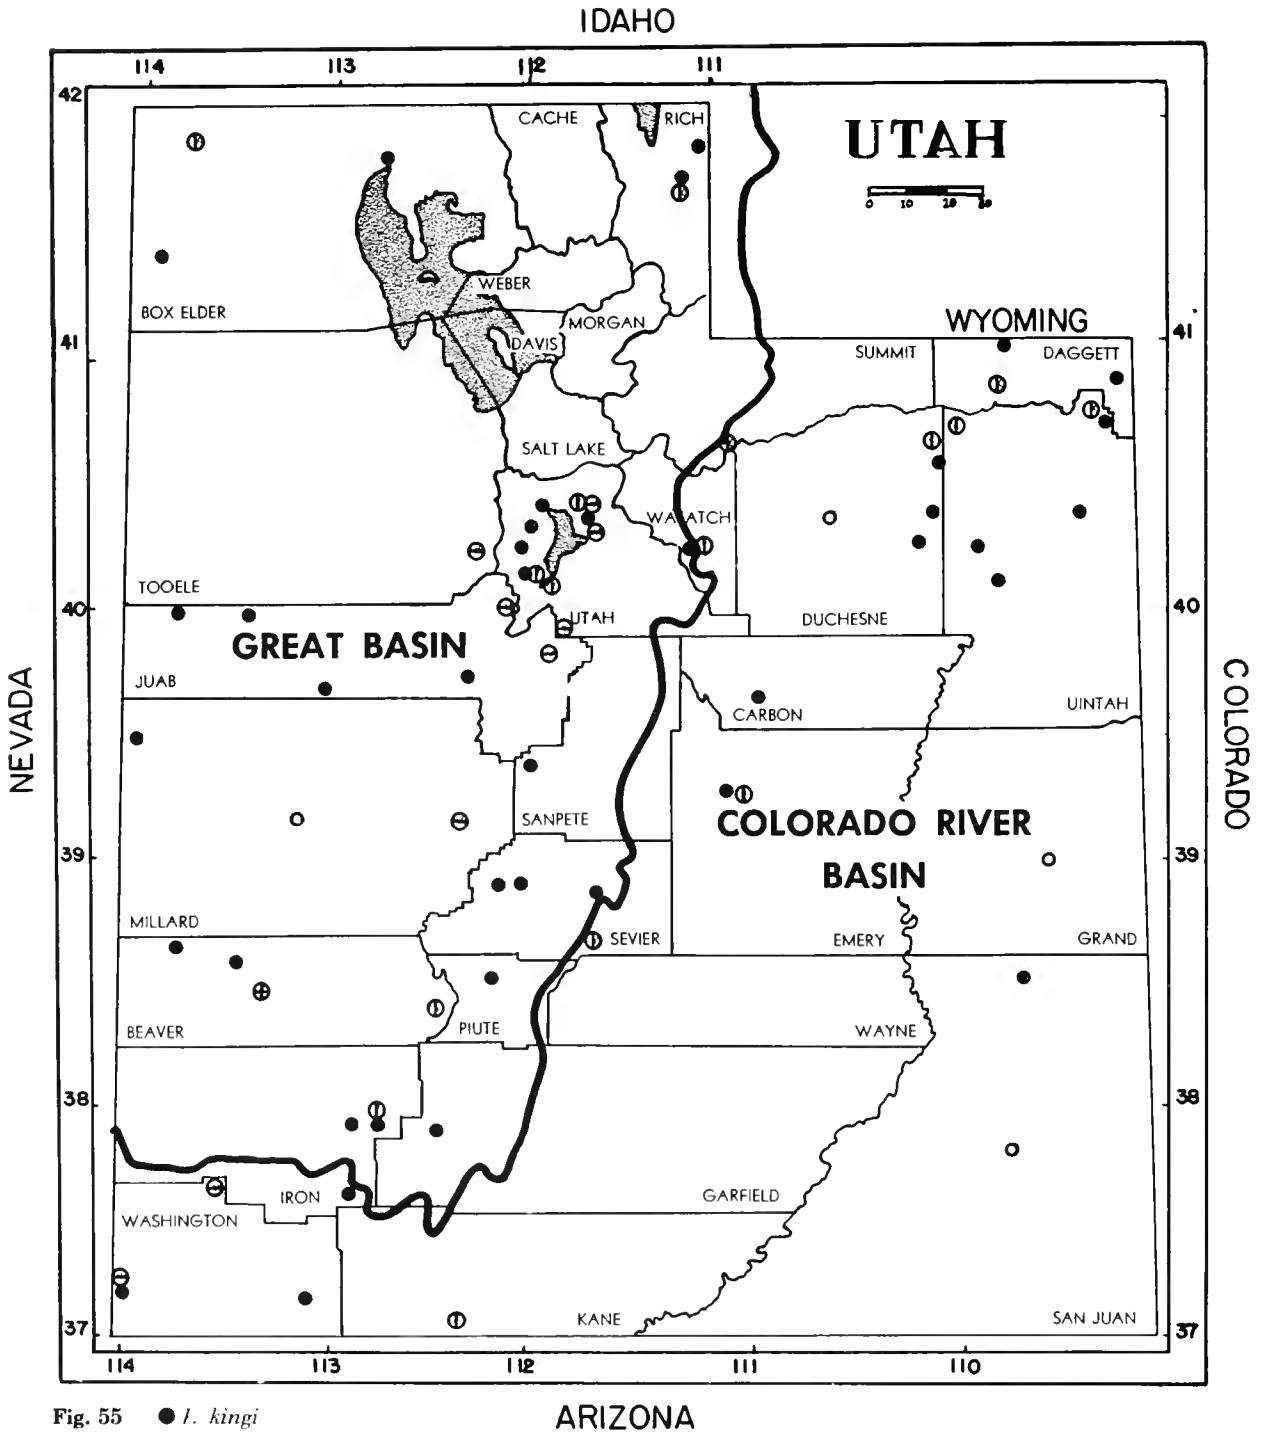 IDAHO
114 113 112 111
42
CACHE RICH
UTAH
0 10 20 30
WEBER
BOX ELDER
MORGAN
WYOMING
DAVIS
41 SUMMIT DAGGETT 41
SALT LAKE
WASATCH
TOOELE
40 UTAH DUCHESNE 40
GREAT BASIN
JUAB
CARBON UINTAH
NEVADA
COLORADO
SANPETE
COLORADO RIVER
BASIN
39 39
MILLARD SEVIER EMERY GRAND
BEAVER PIUTE WAYNE
38 38
IRON GARFIELD
WASHINGTON
KANE SAN JUAN
37 37
114 113 112 111 110
Fig. 55 kingi
ARIZONA